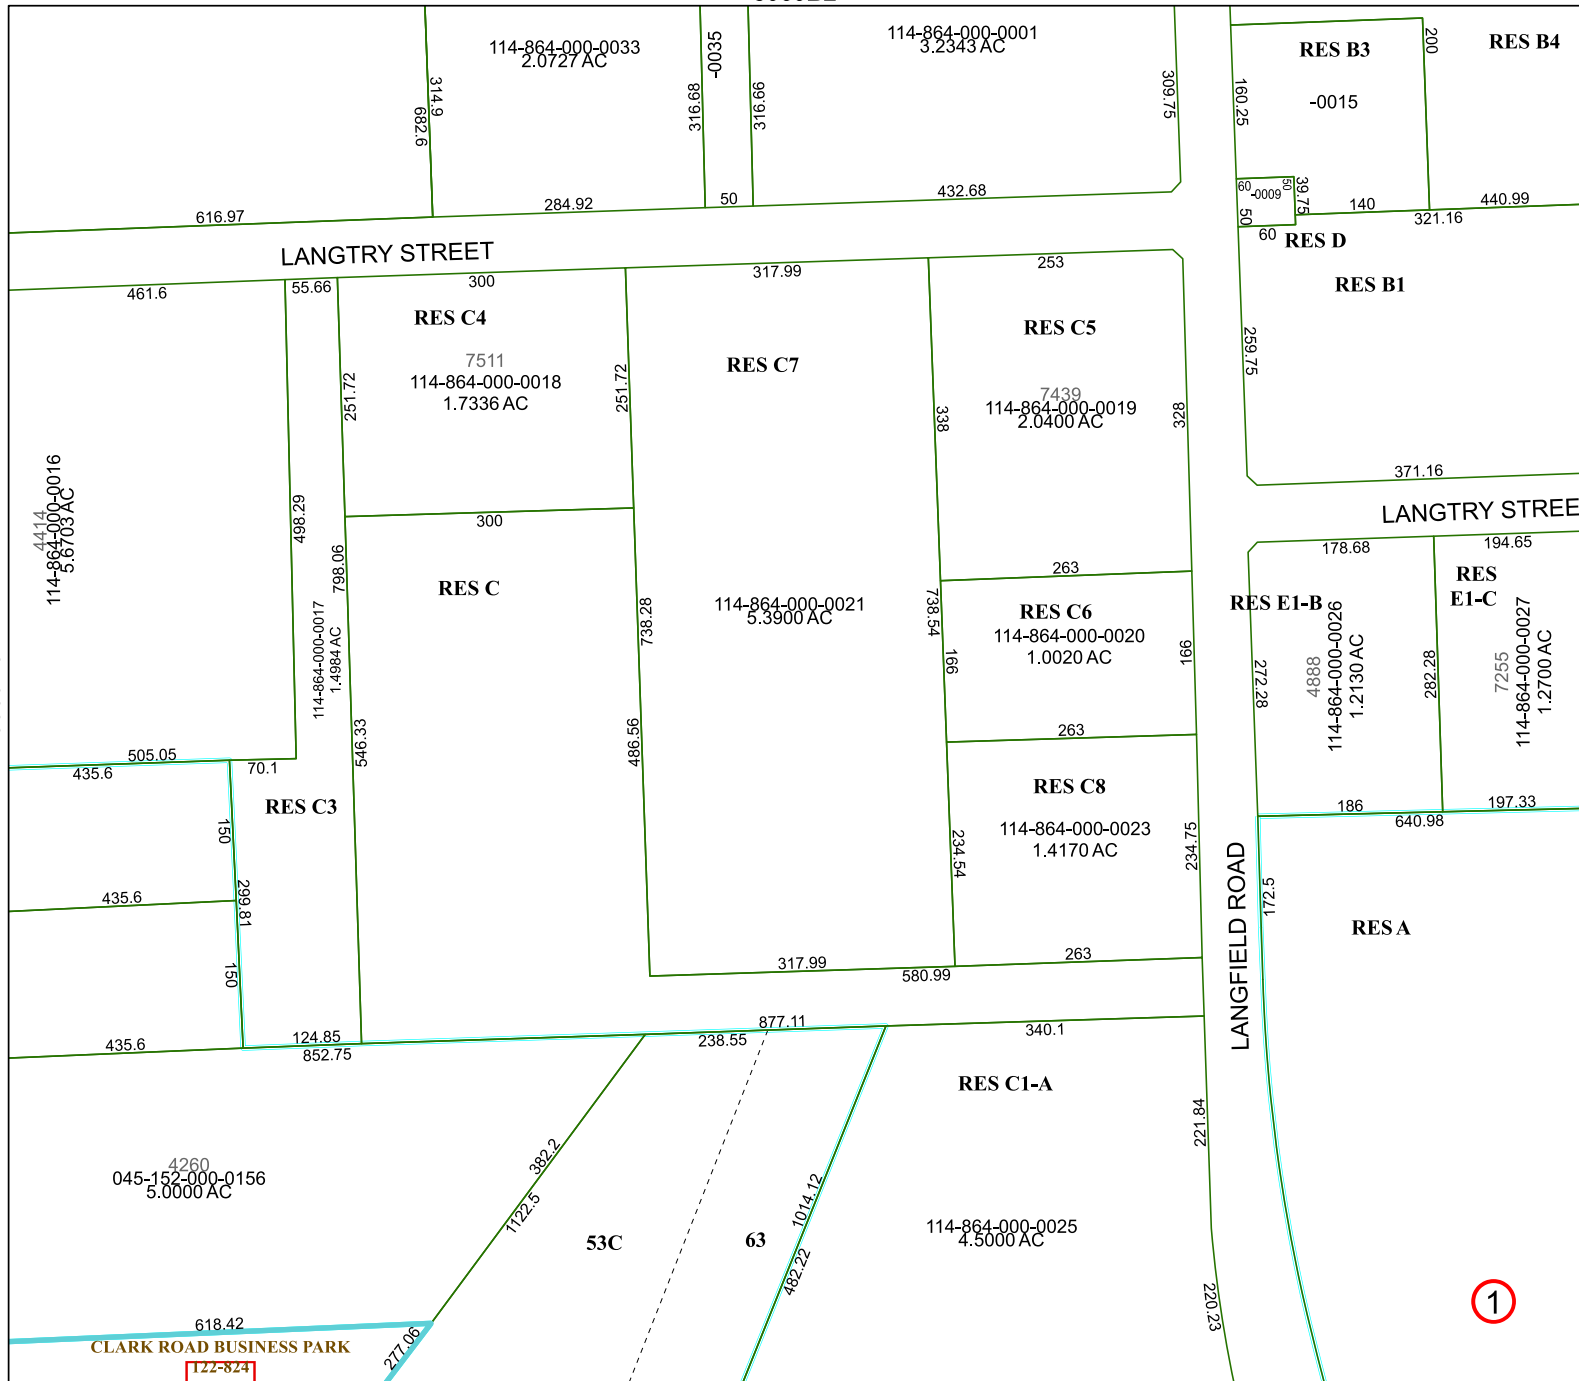 114-864-000-0033
2.0727 AC
-0035
114-864-000-0001
3.2343 AC
RES B3
-0015
200
RES B4
314.9
682.6
316.68
316.66
309.75
160.25
616.97
284.92
50
432.68
60
-0009
50
39.75
50
60
140
321.16
440.99
RES D
RES B1
LANGTRY STREET
461.6
55.66
300
317.99
253
RES C4
7511
114-864-000-0018
1.7336 AC
251.72
251.72
RES C7
RES C5
7439
114-864-000-0019
2.0400 AC
338
328
259.75
371.16
LANGTRY STREE
4414
114-864-000-0016
5.6703 AC
498.29
798.06
300
RES C
114-864-000-0017
1.4984 AC
546.33
738.28
486.56
114-864-000-0021
5.3900 AC
263
738.54
RES C6
114-864-000-0020
1.0020 AC
166
166
263
178.68
194.65
RES E1-B
4888
114-864-000-0026
1.2130 AC
272.28
282.28
RES
E1-C
7255
114-864-000-0027
1.2700 AC
186
197.33
640.98
505.05
435.6
70.1
RES C3
150
299.81
435.6
150
RES C8
114-864-000-0023
1.4170 AC
234.54
234.75
LANGFIELD ROAD
172.5
RES A
317.99
580.99
263
435.6
124.85
852.75
877.11
238.55
340.1
RES C1-A
221.84
4260
045-152-000-0156
5.0000 AC
382.2
1122.5
53C
63
1014.12
482.22
114-864-000-0025
4.5000 AC
220.23
1
618.42
277.06
CLARK ROAD BUSINESS PARK
122-824